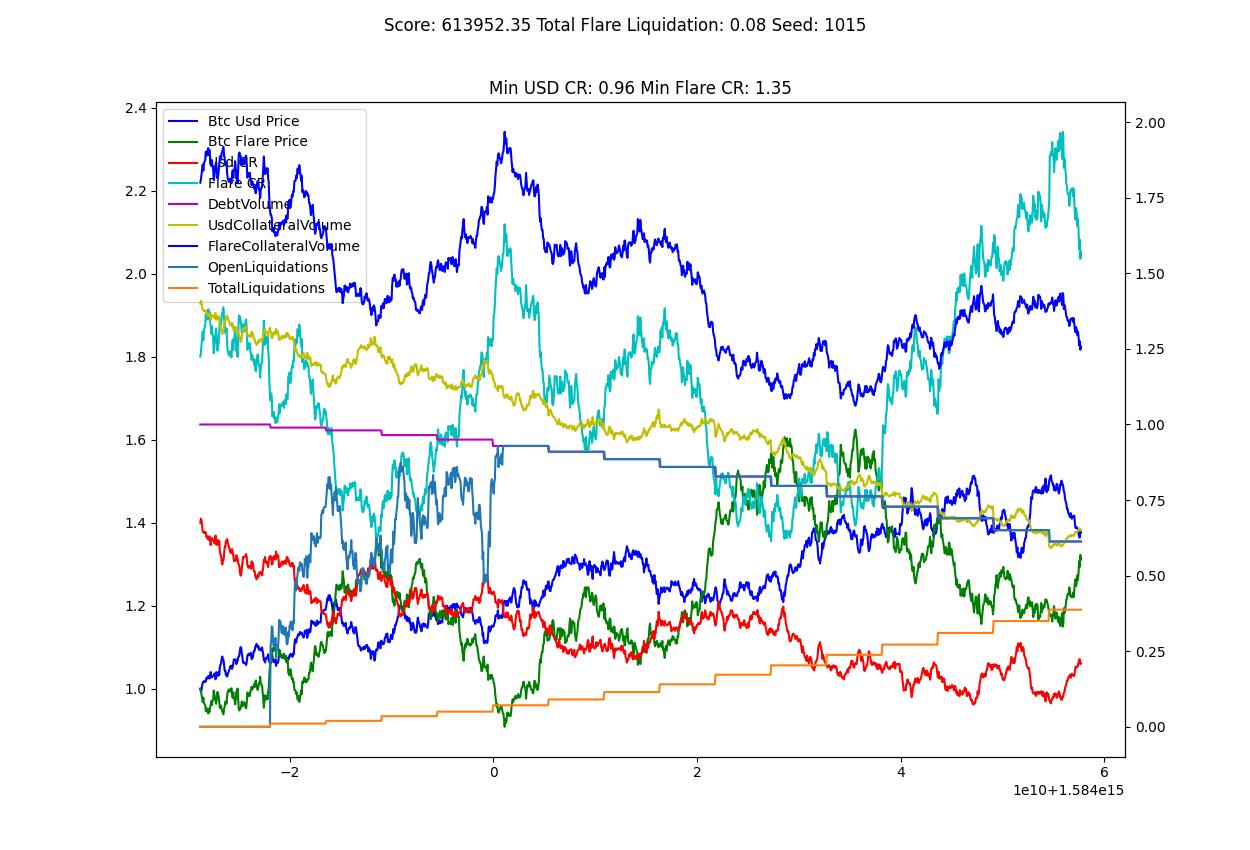 Score: 613952.35 Total Flare Liquidation: 0.08 Seed: 1015
Min USD CR: 0.96 Min Flare CR: 1.35
Btc Usd Price
Btc Flare Price
Usd CR
Flare CR
DebtVolume
UsdCollateralVolume
FlareCollateralVolume
OpenLiquidations
TotalLiquidations
2.4
2.2
2.0
1.8
1.6
1.4
1.2
1.0
2.00
1.75
1.50
1.25
1.00
0.75
0.50
0.25
0.00
−2
0
2
4
6
1e10+1.584e15